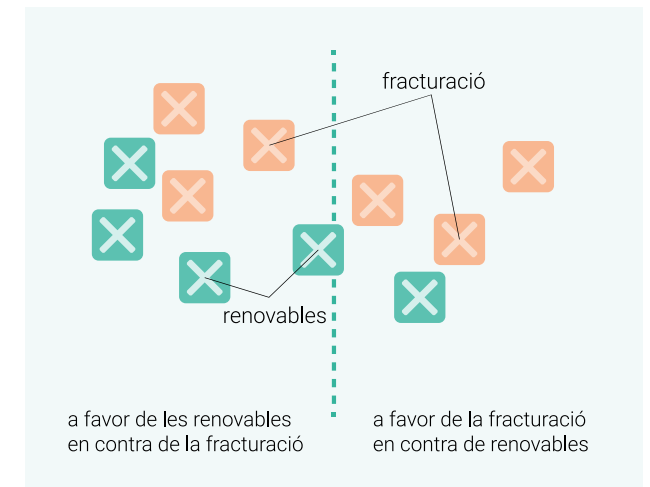 fracturació
renovables
a favor de les renovables
en contra de la fracturació
a favor de la fracturació
en contra de renovables